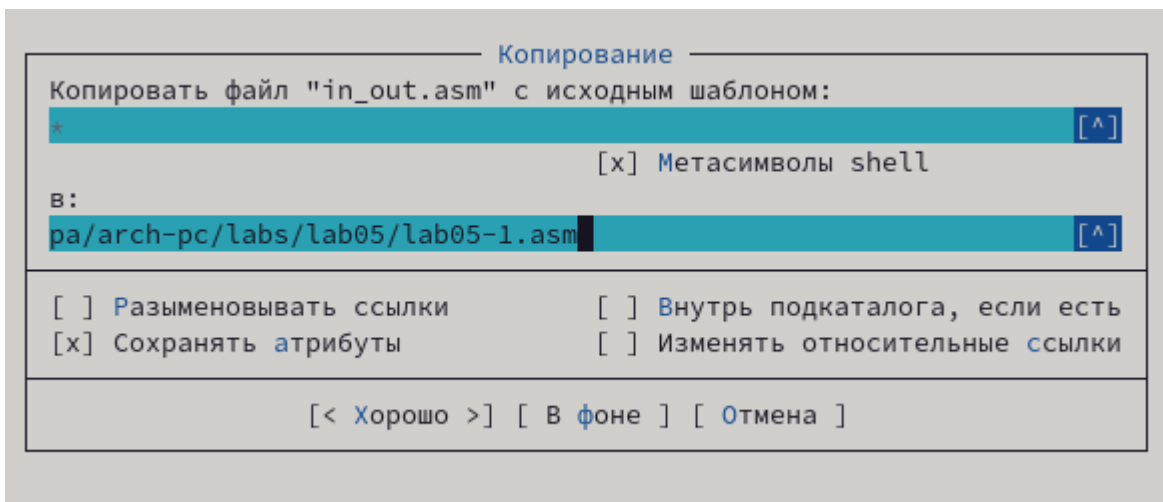 Копирование
Копировать файл "in_out.asm" с исходным шаблоном:
* [^]
[x] Метасимволы shell
в:
pa/arch-pc/labs/lab05/lab05-1.asm [^]
[ ] Разыменовывать ссылки [ ] Внутрь подкаталога, если есть
[x] Сохранять атрибуты [ ] Изменять относительные ссылки
[< Хорошо >] [ В фоне ] [ Отмена ]